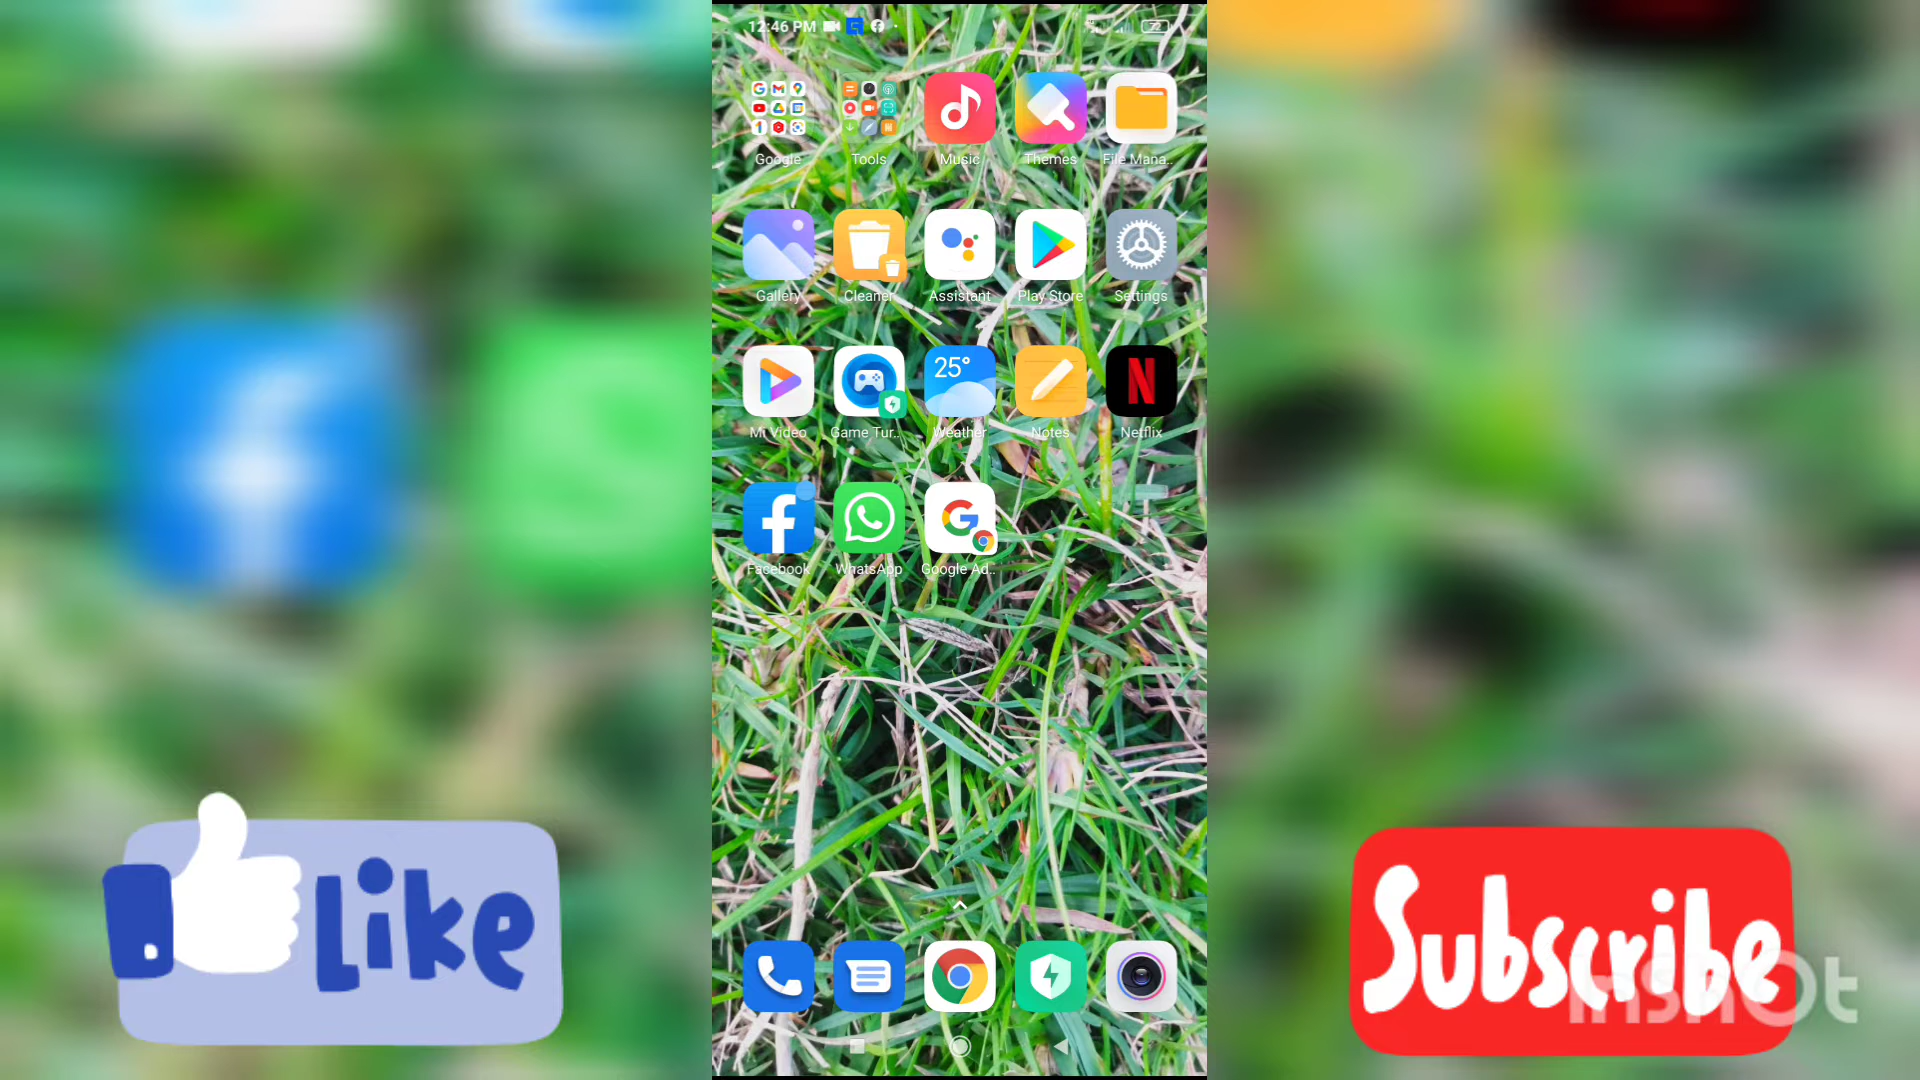 12:46 PM
72
Google Tools Music Themes File Mana..
Gallery Cleaner Assistant Play Store Settings
25°
Mi Video Game Tur.. Weather Notes Netflix
Facebook WhatsApp Google Ad..
Like
Subscribe
InShOt